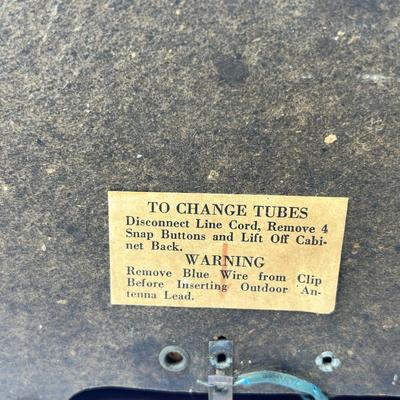 TO CHANGE TUBES
Disconnect Line Cord, Remove 4
Snap Buttons and Lift Off Cabi-
net Back.
WARNING
Remove Blue Wire from Clip
Before Inserting Outdoor An-
tenna Lead.